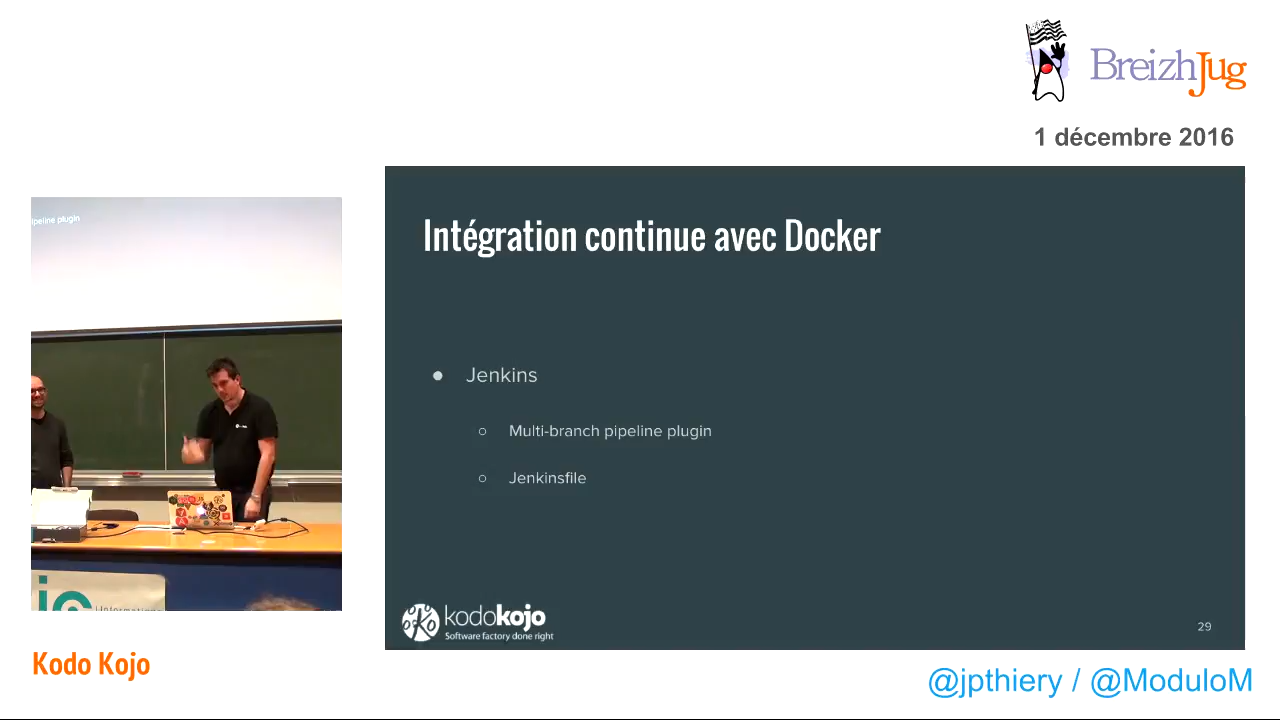 BreizhJug
1 décembre 2016
ipeline plugin
Intégration continue avec Docker
● Jenkins
○ Multi-branch pipeline plugin
○ Jenkinsfile
kodokojo
Software factory done right
29
Kodo Kojo
@jpthiery / @ModuloM